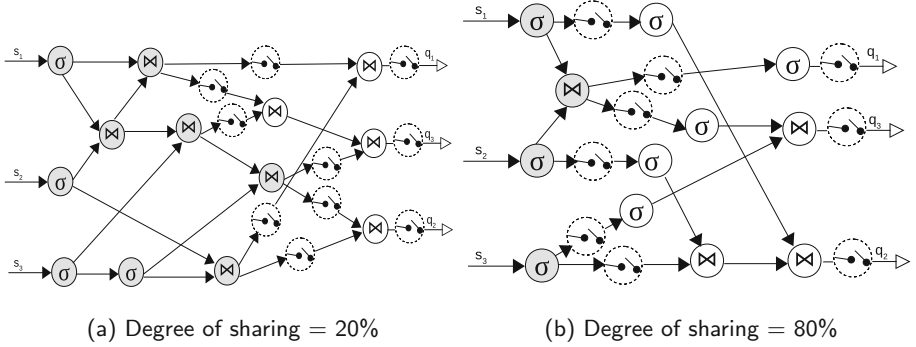 s1
σ
⋈
⋈
q1
⋈
⋈
⋈
⋈
q3
s2
σ
⋈
⋈
q2
s3
σ
σ
⋈
(a) Degree of sharing = 20%
s1
σ
σ
⋈
σ
q1
σ
⋈
q3
s2
σ
σ
σ
s3
σ
⋈
⋈
q2
(b) Degree of sharing = 80%